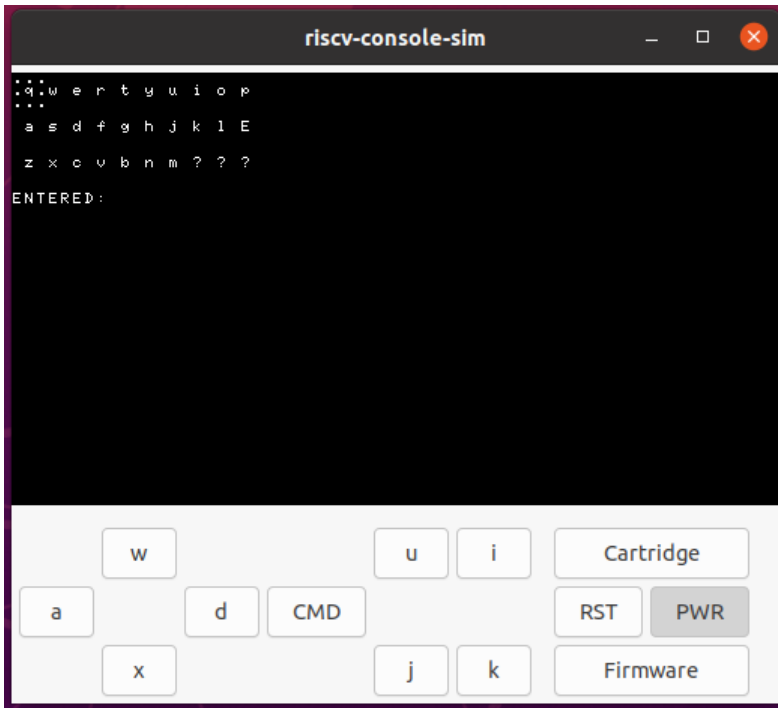 riscv-console-sim
q w e r t y u i o p
a s d f g h j k l E
z x c v b n m ? ? ?
ENTERED:
w u i Cartridge
a d CMD RST PWR
x j k Firmware